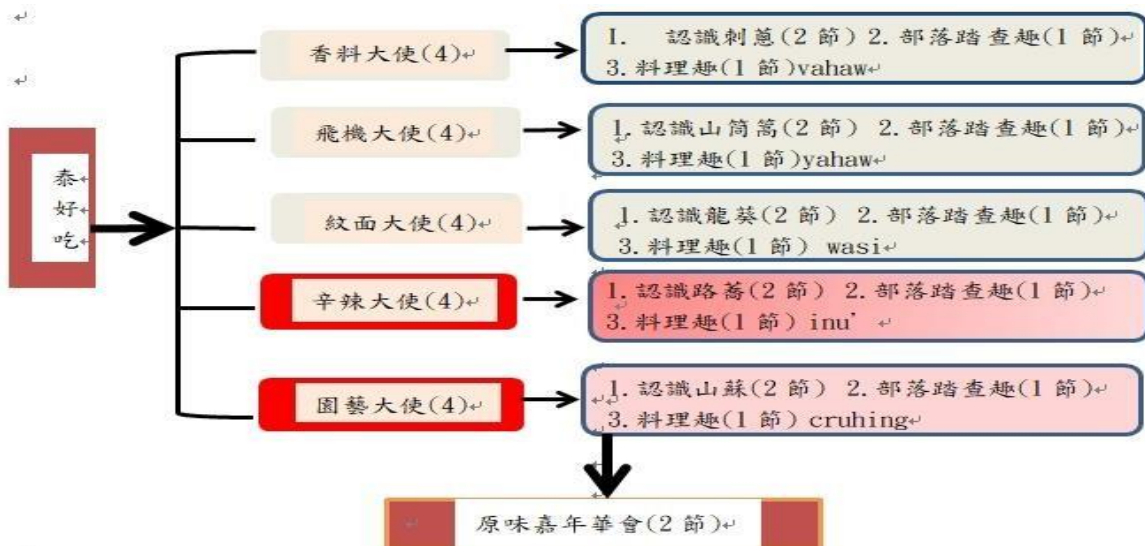 泰
好
吃
香料大使(4)
I. 認識刺蔥(2節) 2.部落踏查趣(1節)
3.料理趣(1節)vahaw
飛機大使(4)
1.認識山筒蒿(2節) 2.部落踏查趣(1節)
3.料理趣(1節)yahaw
紋面大使(4)
1.認識龍葵(2節) 2.部落踏查趣(1節)
3.料理趣(1節) wasi
辛辣大使(4)
1.認識路蕎(2節) 2.部落踏查趣(1節)
3.料理趣(1節) inu'
園藝大使(4)
1.認識山蘇(2節) 2.部落踏查趣(1節)
3.料理趣(1節) cruhing
原味嘉年華會(2節)